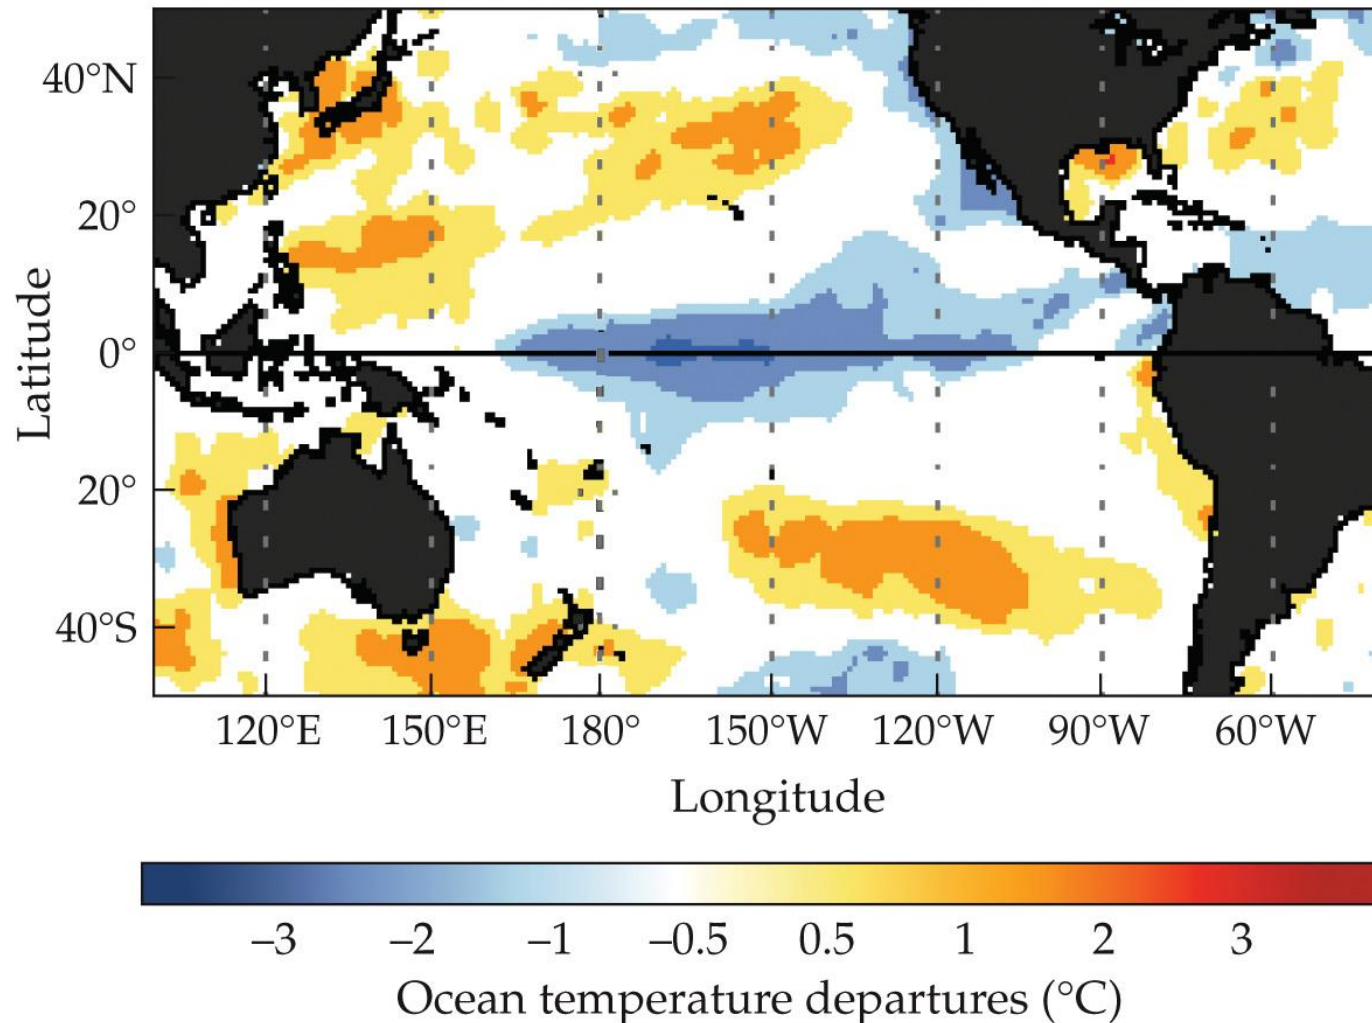 40°N
20°
0°
20°
40°S
Latitude
120°E 150°E 180° 150°W 120°W 90°W 60°W
Longitude
–3 –2 –1 –0.5 0.5 1 2 3
Ocean temperature departures (°C)